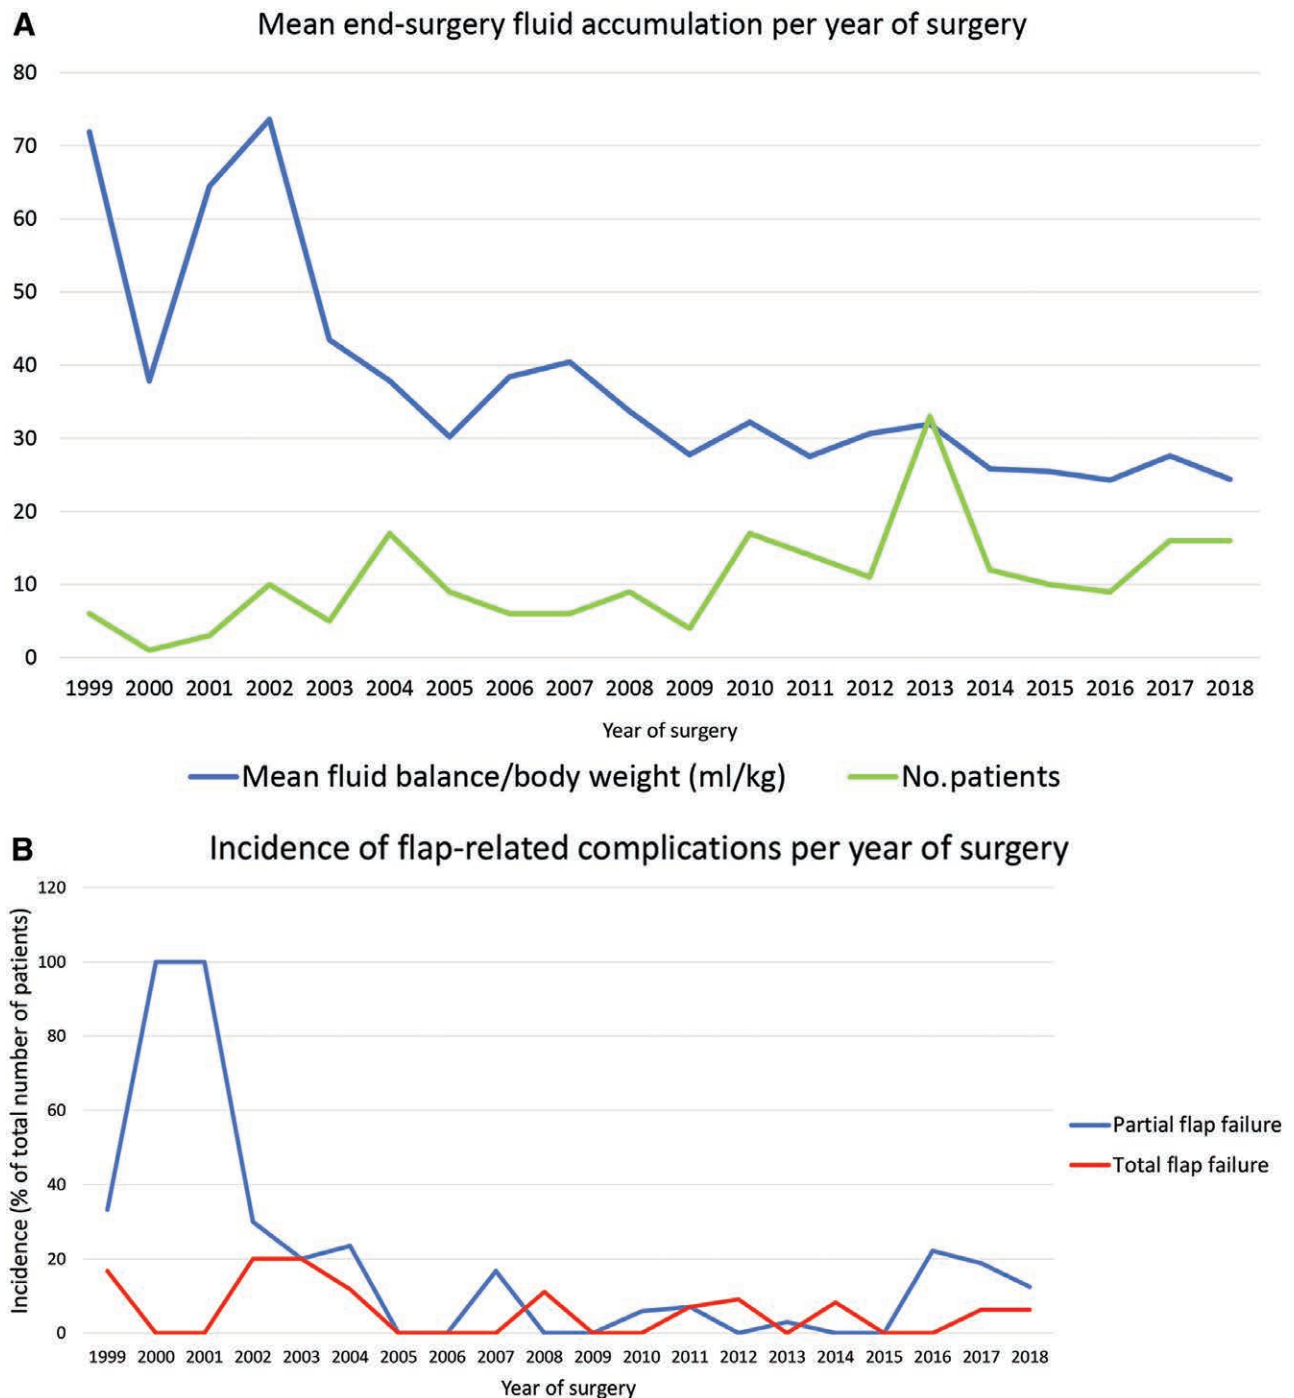 A
Mean end-surgery fluid accumulation per year of surgery
80
70
60
50
40
30
20
10
0
1999 2000 2001 2002 2003 2004 2005 2006 2007 2008 2009 2010 2011 2012 2013 2014 2015 2016 2017 2018
Year of surgery
Mean fluid balance/body weight (ml/kg) No.patients
B
Incidence of flap-related complications per year of surgery
Incidence (% of total number of patients)
120
100
80
60
40
20
0
1999 2000 2001 2002 2003 2004 2005 2006 2007 2008 2009 2010 2011 2012 2013 2014 2015 2016 2017 2018
Year of surgery
Partial flap failure
Total flap failure